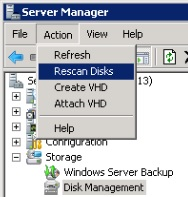 Server Manager
File Action View Help
Refresh
Rescan Disks
Create VHD
Attach VHD
Help
13)
Configuration
Storage
Windows Server Backup
Disk Management